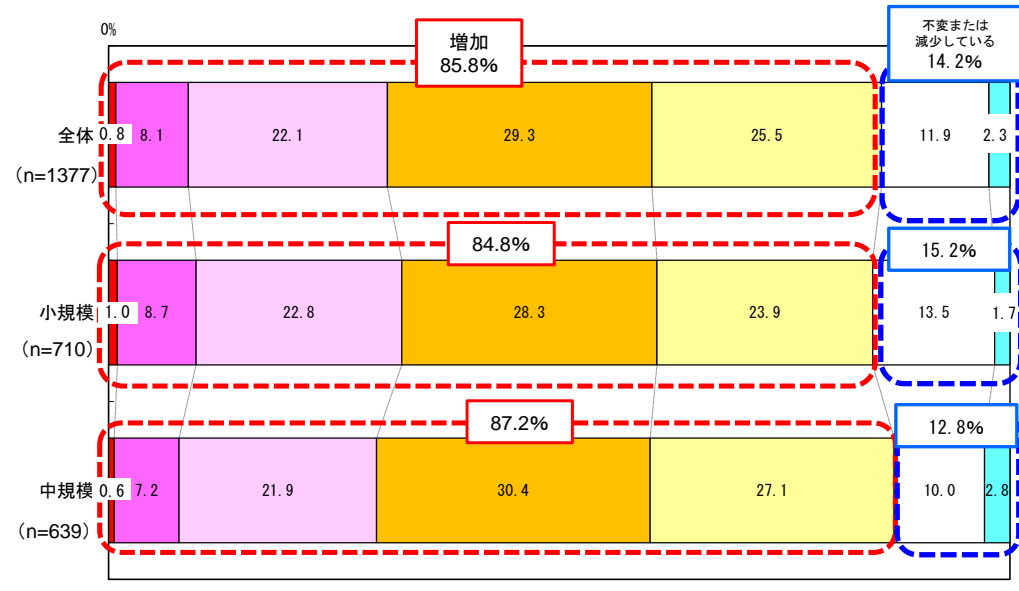 0%
増加
85.8%
不変または
減少している
14.2%
全体
0.8 8.1 22.1 29.3 25.5 11.9 2.3
(n=1377)
84.8%
15.2%
小規模
1.0 8.7 22.8 28.3 23.9 13.5 1.7
(n=710)
87.2%
12.8%
中規模
0.6 7.2 21.9 30.4 27.1 10.0 2.8
(n=639)